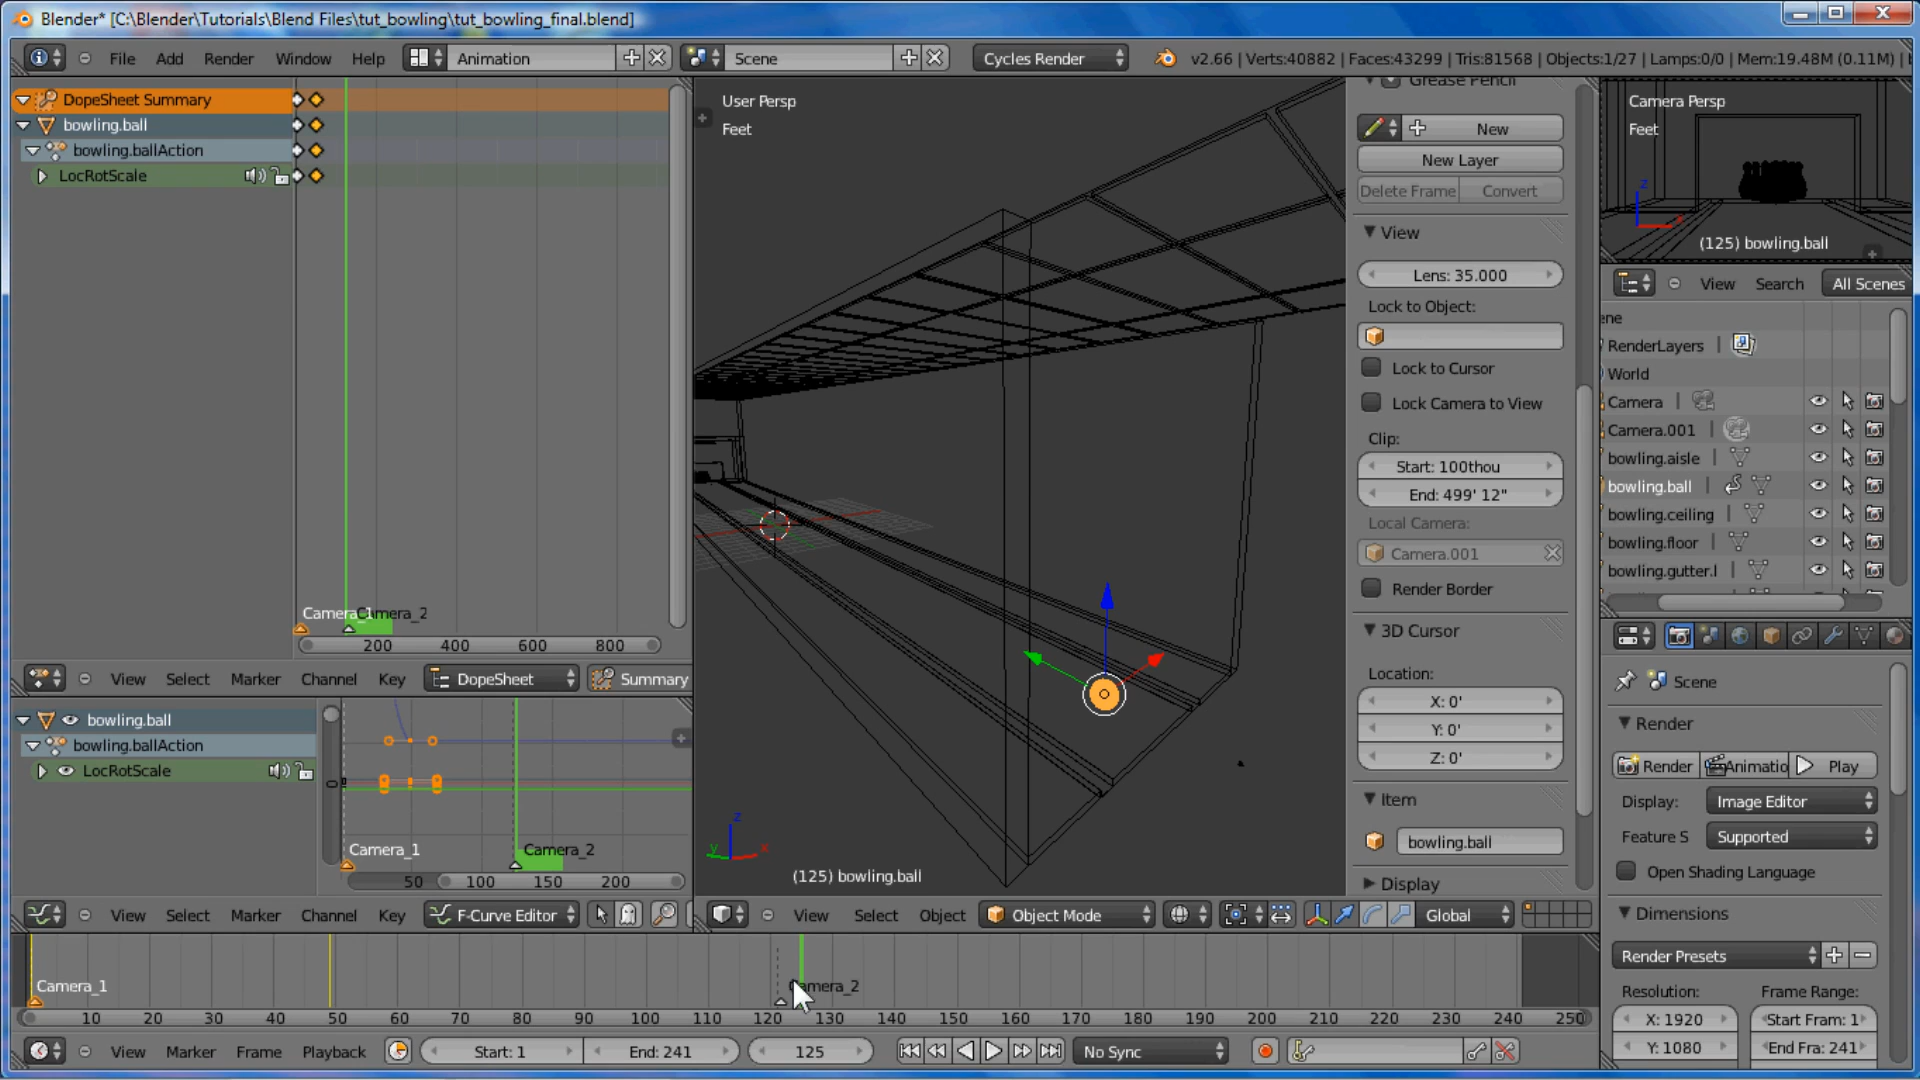 Blender* [C:\Blender\Tutorials\Blend Files\tut_bowling\tut_bowling_final.blend]
File Add Render Window Help Animation Scene Cycles Render v2.66 | Verts:40882 | Faces:43299 | Tris:81568 | Objects:1/27 | Lamps:0/0 | Mem:19.48M (0.11M) |
DopeSheet Summary
bowling.ball
bowling.ballAction
LocRotScale
Camera_1
Camera_2
200 400 600 800
View Select Marker Channel Key DopeSheet Summary
bowling.ball
bowling.ballAction
LocRotScale
Camera_1 Camera_2
0
50 100 150 200
View Select Marker Channel Key F-Curve Editor
User Persp
Feet
z
y x
(125) bowling.ball
View Select Object Object Mode Global
Grease Pencil
New
New Layer
Delete Frame Convert
View
Lens: 35.000
Lock to Object:
Lock to Cursor
Lock Camera to View
Clip:
Start: 100thou
End: 499' 12"
Local Camera:
Camera.001
Render Border
3D Cursor
Location:
X: 0'
Y: 0'
Z: 0'
Item
bowling.ball
Display
Camera Persp
Feet
z
(125) bowling.ball
View Search All Scenes
ene
RenderLayers
World
Camera
Camera.001
bowling.aisle
bowling.ball
bowling.ceiling
bowling.floor
bowling.gutter.l
Scene
Render
Render Animatio Play
Display: Image Editor
Feature S Supported
Open Shading Language
Dimensions
Render Presets
Resolution: Frame Range:
X: 1920 Start Fram: 1
Y: 1080 End Fra: 241
Camera_1 amera_2
10 20 30 40 50 60 70 80 90 100 110 120 130 140 150 160 170 180 190 200 210 220 230 240 250
View Marker Frame Playback Start: 1 End: 241 125 No Sync